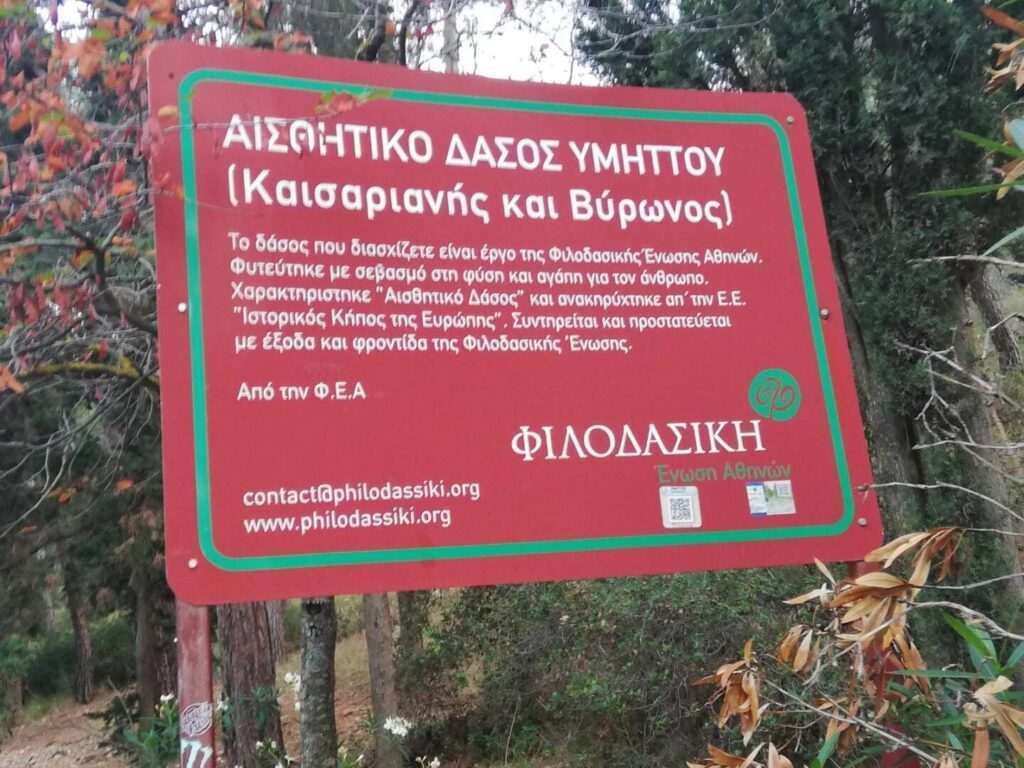 ΑΙΣΘΗΤΙΚΟ ΔΑΣΟΣ ΥΜΗΤΤΟΥ
(Καισαριανής και Βύρωνος)
Το δάσος που διασχίζετε είναι έργο της Φιλοδασικής Ένωσης Αθηνών.
Φυτεύτηκε με σεβασμό στη φύση και αγάπη για τον άνθρωπο.
Χαρακτηριστηκε "Αισθητικό Δάσος" και ανακηρύχτηκε απ΄ την Ε.Ε.
"Ιστορικός Κήπος της Ευρώπης". Συντηρείται και προστατεύεται
με έξοδα και φροντίδα της Φιλοδασικής Ένωσης.
Από την Φ.Ε.Α
ΦΙΛΟΔΑΣΙΚΗ
Ένωση Αθηνών
contact@philodassiki.org
www.philodassiki.org